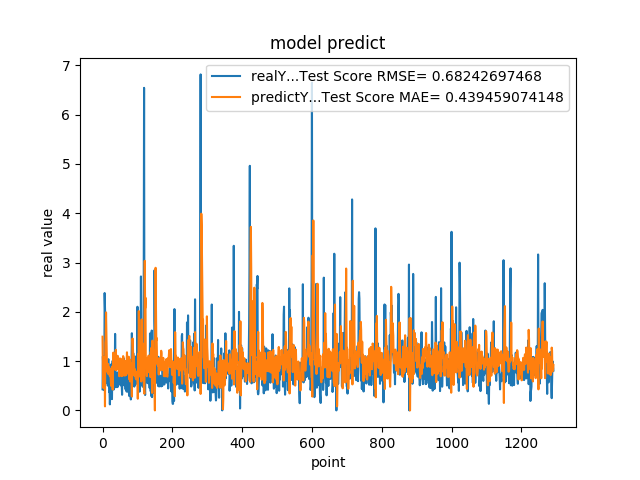 model predict
realY...Test Score RMSE= 0.68242697468
predictY...Test Score MAE= 0.439459074148
7
6
5
4
3
2
1
0
real value
0 200 400 600 800 1000 1200
point